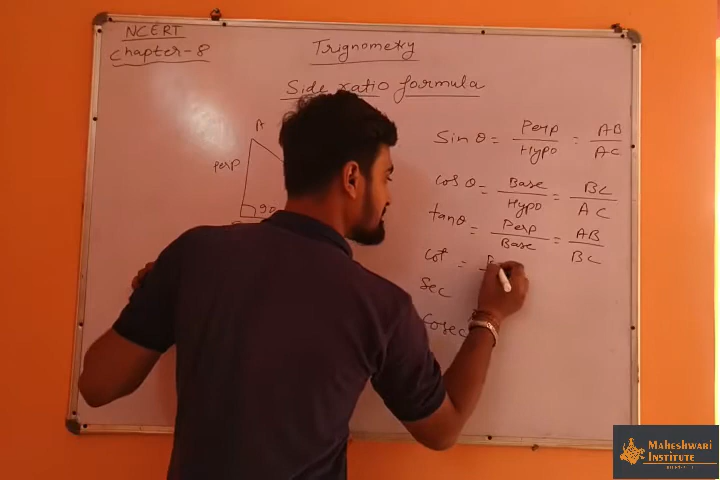 NCERT
Chapter-8
Trignometry
Side ratio formula
A
Perp
90
Sin θ = Perp/Hypo = AB/AC
Cos θ = Base/Hypo = BC/AC
tanθ = Perp/Base = AB/BC
Cot =
Sec
Cosec
Maheshwari
Institute